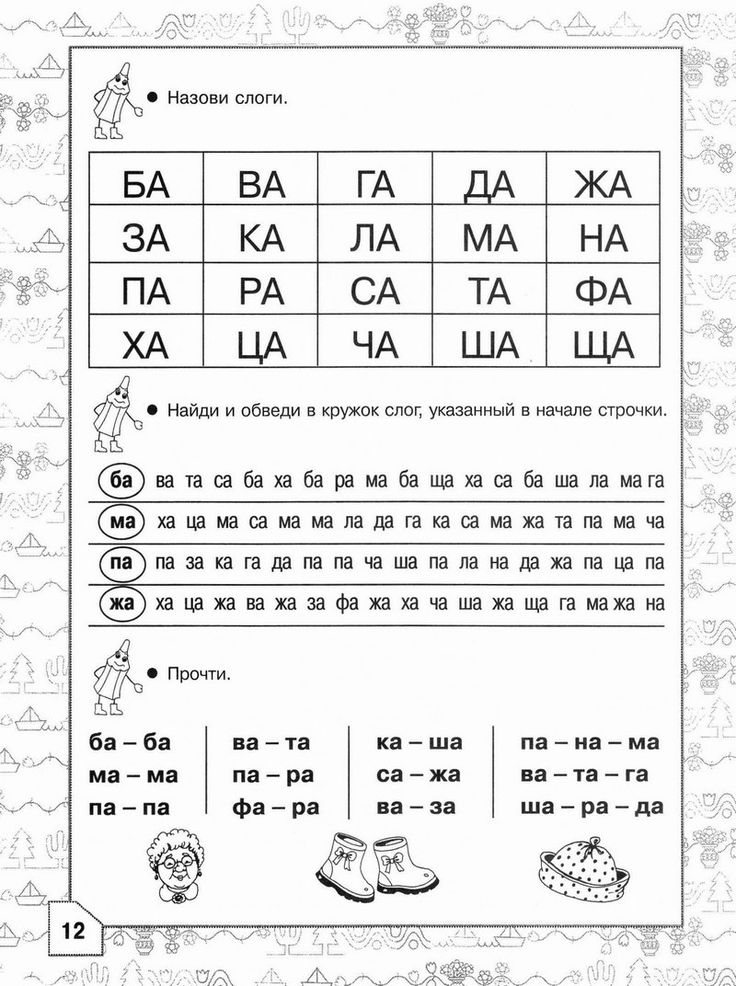 • Назови слоги.
БА ВА ГА ДА ЖА
ЗА КА ЛА МА НА
ПА РА СА ТА ФА
ХА ЦА ЧА ША ЩА
• Найди и обведи в кружок слог, указанный в начале строчки.
ба ва та са ба ха ба ра ма ба ща ха са ба ша ла ма га
ма ха ца ма са ма ма ла да га ка са ма жа та па ма ча
па па за ка га да па па ча ша па ла на да жа па ца па
жа ха ца жа ва жа за фа жа ха ча ша жа ща га ма жа на
• Прочти.
ба – ба ва – та ка – ша па – на – ма
ма – ма па – ра са – жа ва – та – га
па – па фа – ра ва – за ша – ра – да
12